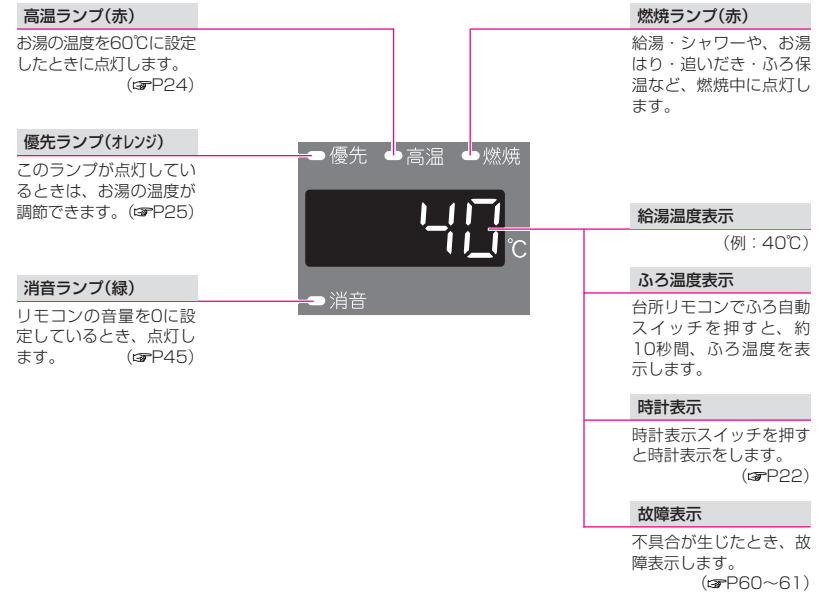 高温ランプ(赤)
お湯の温度を60℃に設定
したときに点灯します。
(☞P24)
優先ランプ(オレンジ)
このランプが点灯してい
るときは、お湯の温度が
調節できます。(☞P25)
消音ランプ(緑)
リモコンの音量を0に設
定しているとき、点灯し
ます。 (☞P45)
優先 高温 燃焼
40℃
消音
燃焼ランプ(赤)
給湯・シャワーや、お湯
はり・追いだき・ふろ保
温など、燃焼中に点灯し
ます。
給湯温度表示
(例：40℃)
ふろ温度表示
台所リモコンでふろ自動
スイッチを押すと、約
10秒間、ふろ温度を表
示します。
時計表示
時計表示スイッチを押す
と時計表示をします。
(☞P22)
故障表示
不具合が生じたとき、故
障表示します。
(☞P60～61)